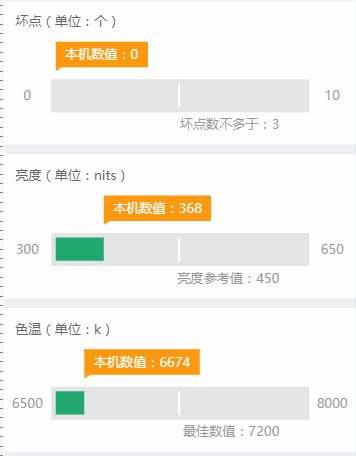 坏点（单位：个）
本机数值：0
0
10
坏点数不多于：3
亮度（单位：nits）
本机数值：368
300
650
亮度参考值：450
色温（单位：k）
本机数值：6674
6500
8000
最佳数值：7200